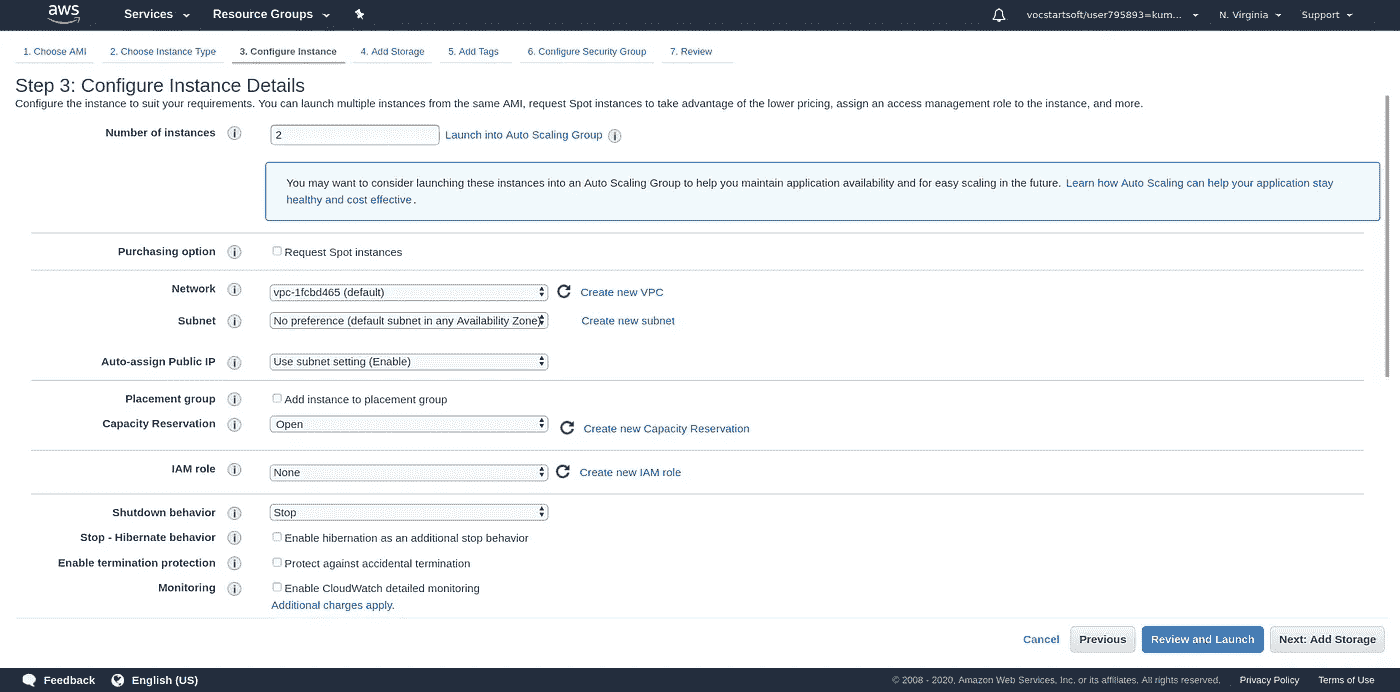 aws
Services
Resource Groups
vocstartsoft/user795893=kum...
N. Virginia
Support
1. Choose AMI
2. Choose Instance Type
3. Configure Instance
4. Add Storage
5. Add Tags
6. Configure Security Group
7. Review
Step 3: Configure Instance Details
Configure the instance to suit your requirements. You can launch multiple instances from the same AMI, request Spot instances to take advantage of the lower pricing, assign an access management role to the instance, and more.
Number of instances
2
Launch into Auto Scaling Group
You may want to consider launching these instances into an Auto Scaling Group to help you maintain application availability and for easy scaling in the future. Learn how Auto Scaling can help your application stay
healthy and cost effective.
Purchasing option
Request Spot instances
Network
vpc-1fcbd465 (default)
Create new VPC
Subnet
No preference (default subnet in any Availability Zone)
Create new subnet
Auto-assign Public IP
Use subnet setting (Enable)
Placement group
Add instance to placement group
Capacity Reservation
Open
Create new Capacity Reservation
IAM role
None
Create new IAM role
Shutdown behavior
Stop
Stop - Hibernate behavior
Enable hibernation as an additional stop behavior
Enable termination protection
Protect against accidental termination
Monitoring
Enable CloudWatch detailed monitoring
Additional charges apply.
Cancel
Previous
Review and Launch
Next: Add Storage
Feedback
English (US)
© 2008 - 2020, Amazon Web Services, Inc. or its affiliates. All rights reserved.
Privacy Policy
Terms of Use